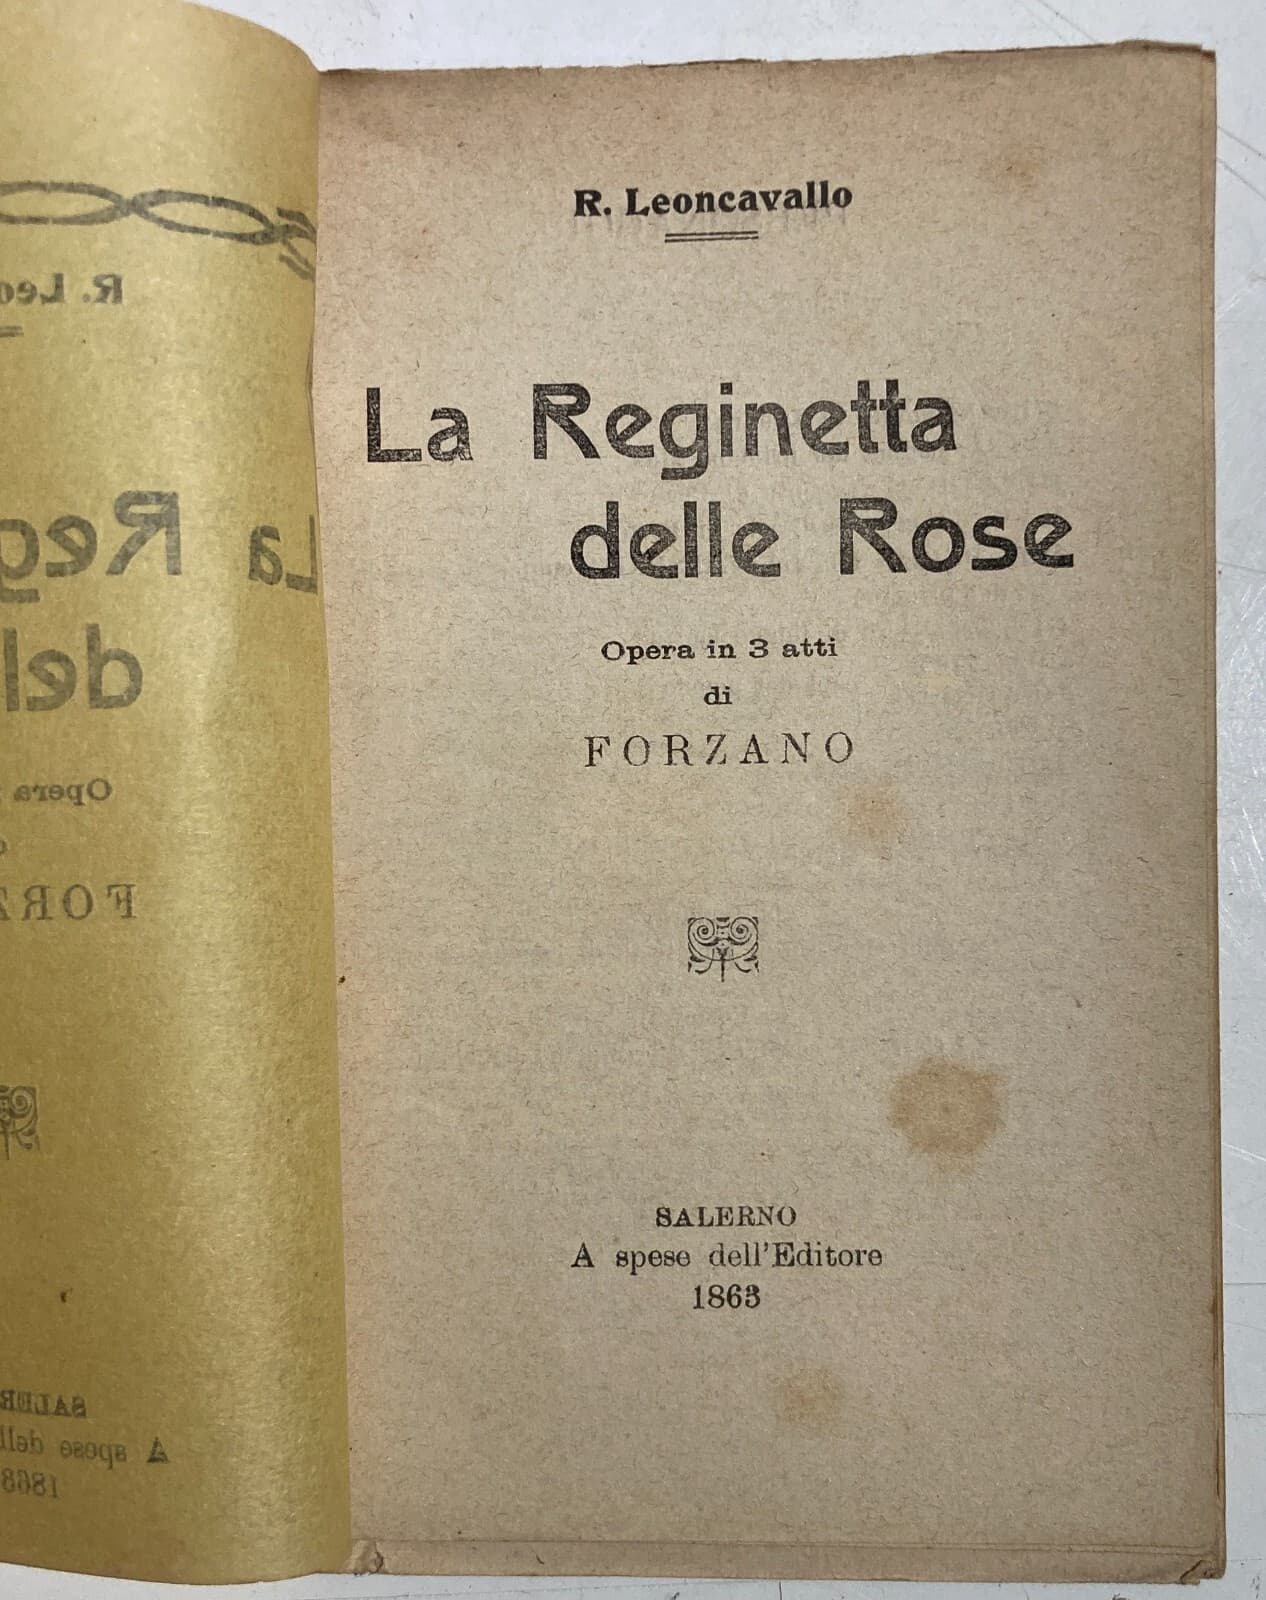 R. Leoncavallo
La Reginetta
delle Rose
Opera in 3 atti
di
FORZANO
SALERNO
A spese dell'Editore
1863